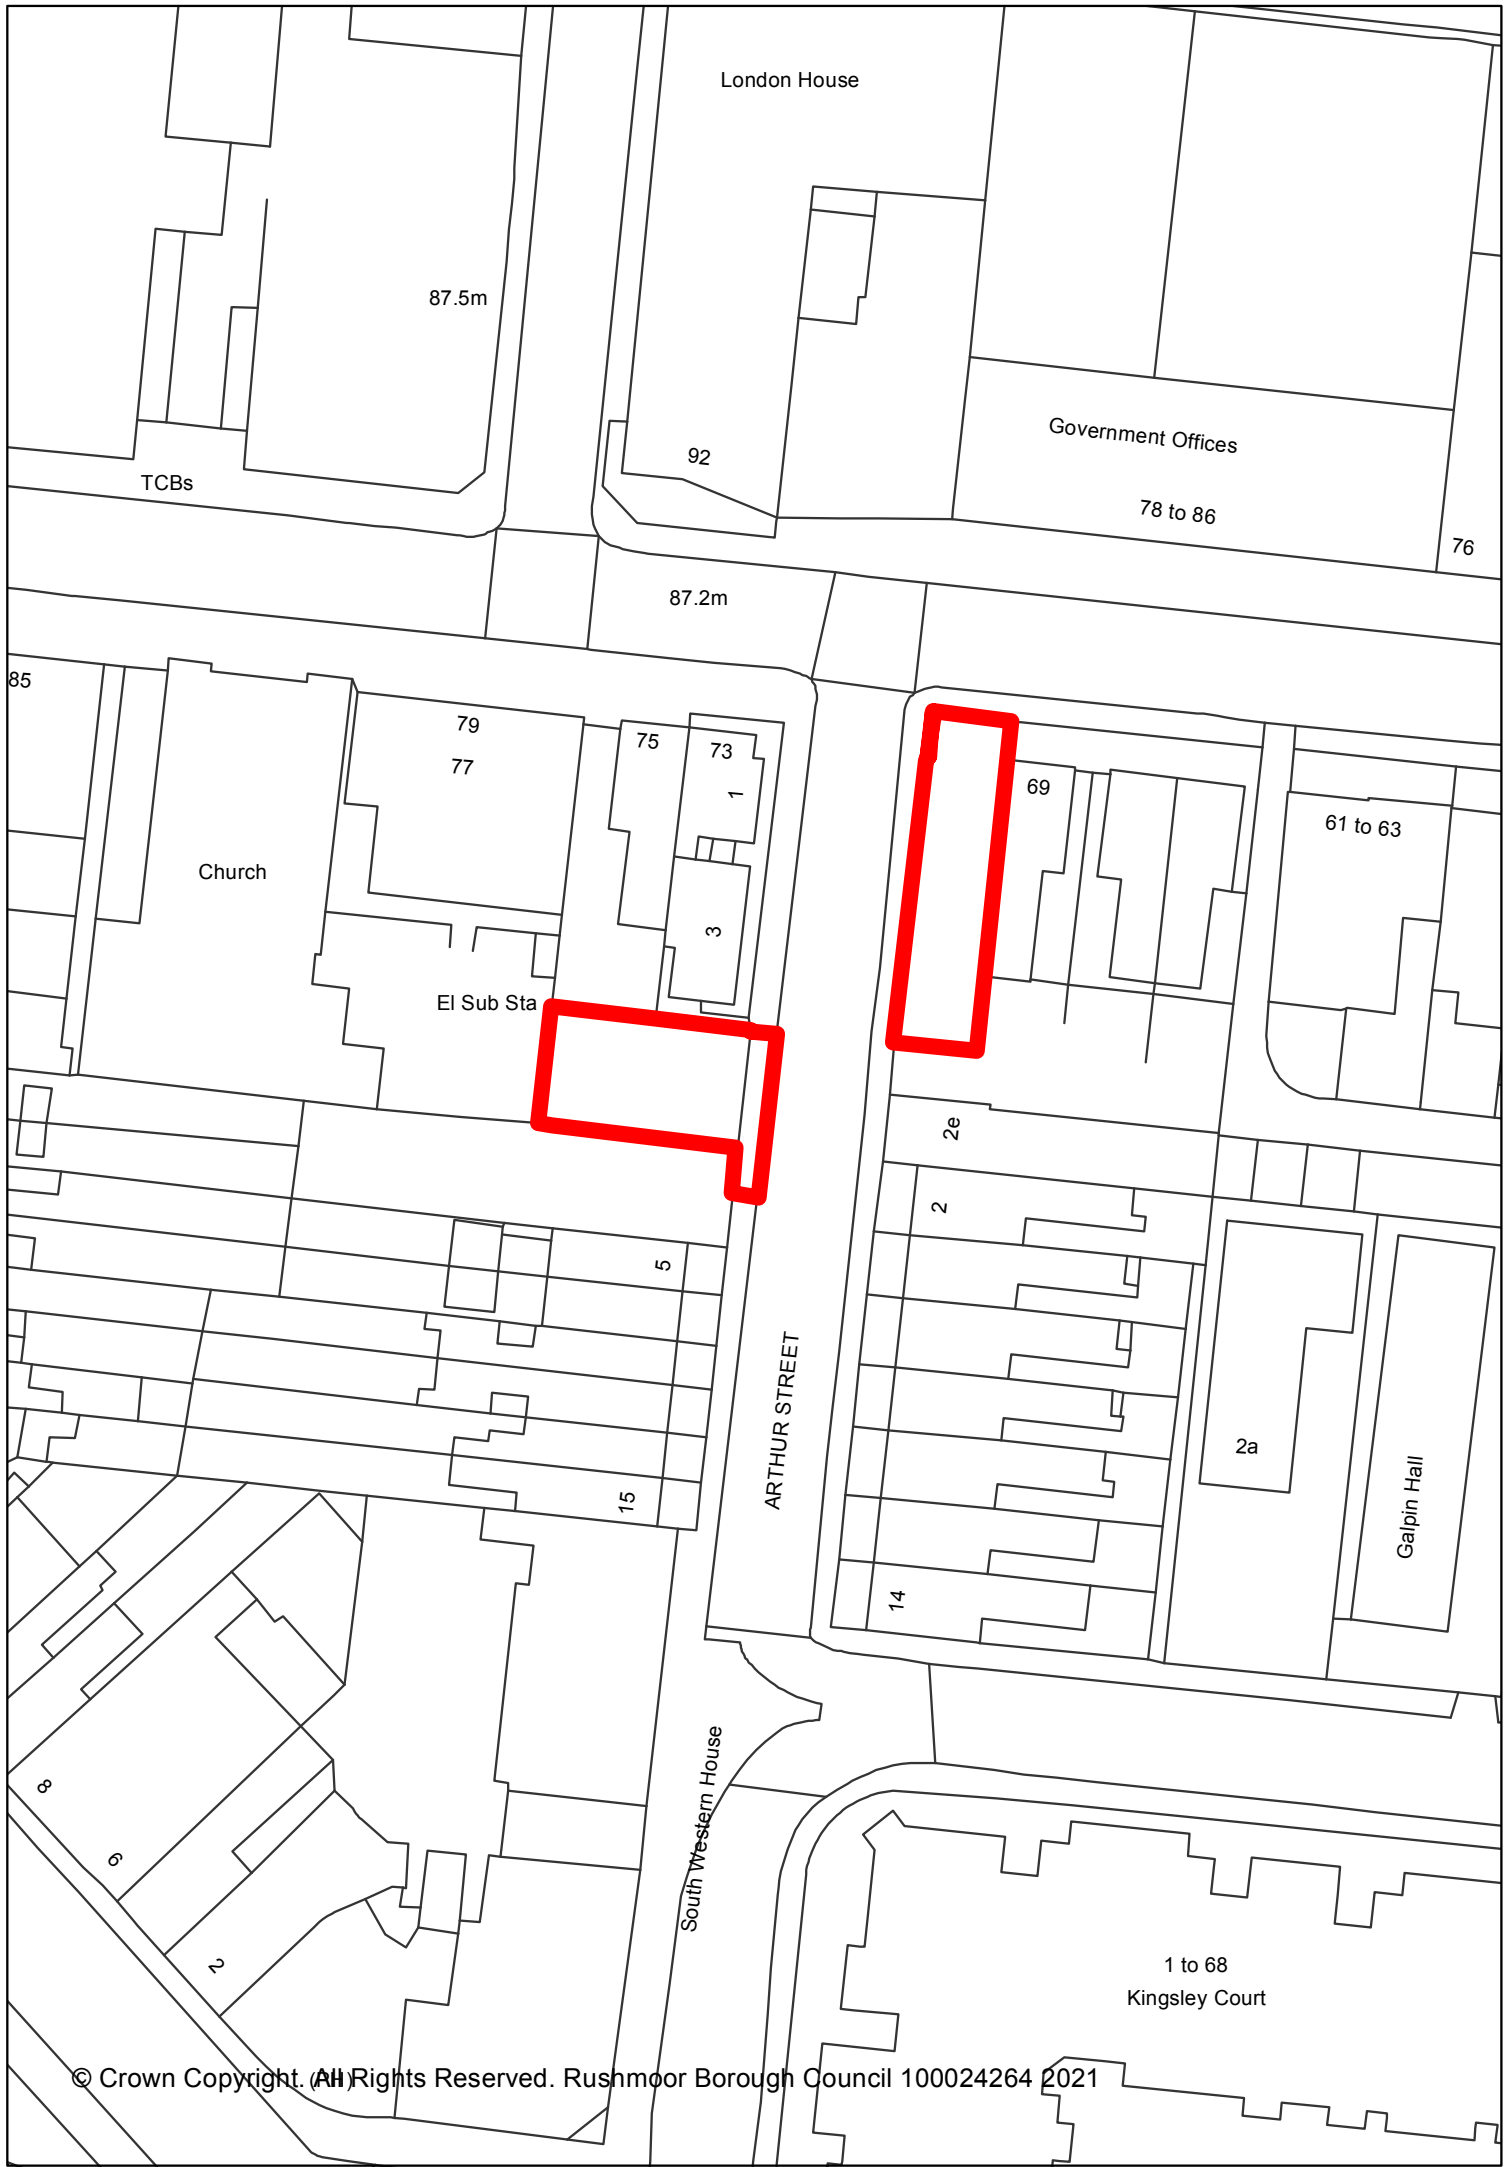 London House
87.5m
Government Offices
92
TCBs
78 to 86
76
87.2m
85
79
75
73
77
1
69
61 to 63
Church
3
El Sub Sta
2e
2
5
ARTHUR STREET
2a
15
Galpin Hall
14
South Western House
8
6
2
1 to 68
Kingsley Court
(PH)
© Crown Copyright. All Rights Reserved. Rushmoor Borough Council 100024264 2021